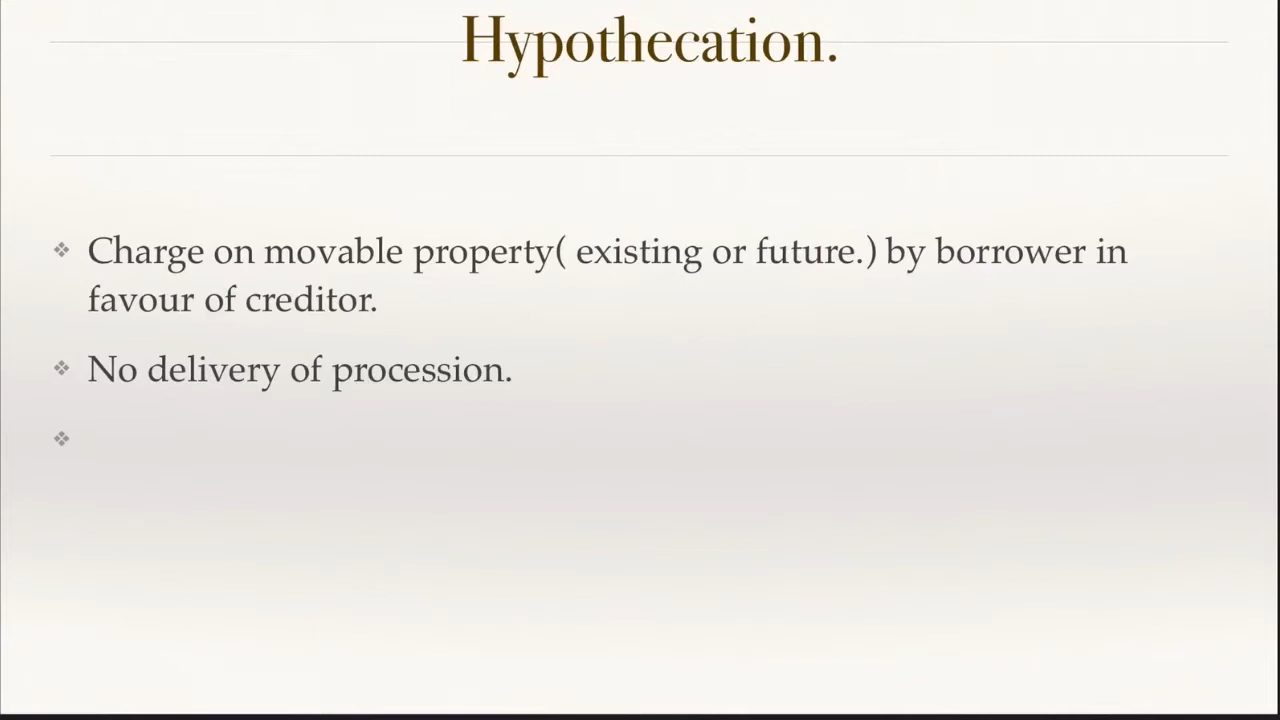 Hypothecation.
❖ Charge on movable property( existing or future.) by borrower in
favour of creditor.
❖ No delivery of procession.
❖